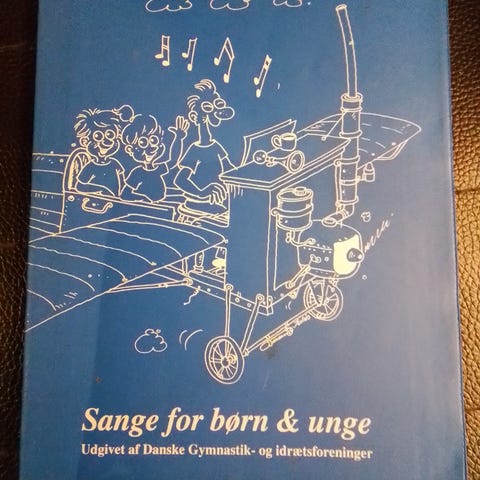 Sange for børn & unge
Udgivet af Danske Gymnastik- og idrætsforeninger